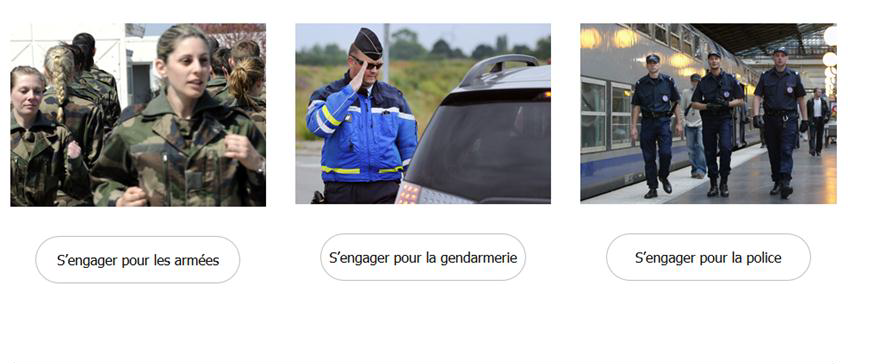 S'engager pour les armées
S'engager pour la gendarmerie
S'engager pour la police